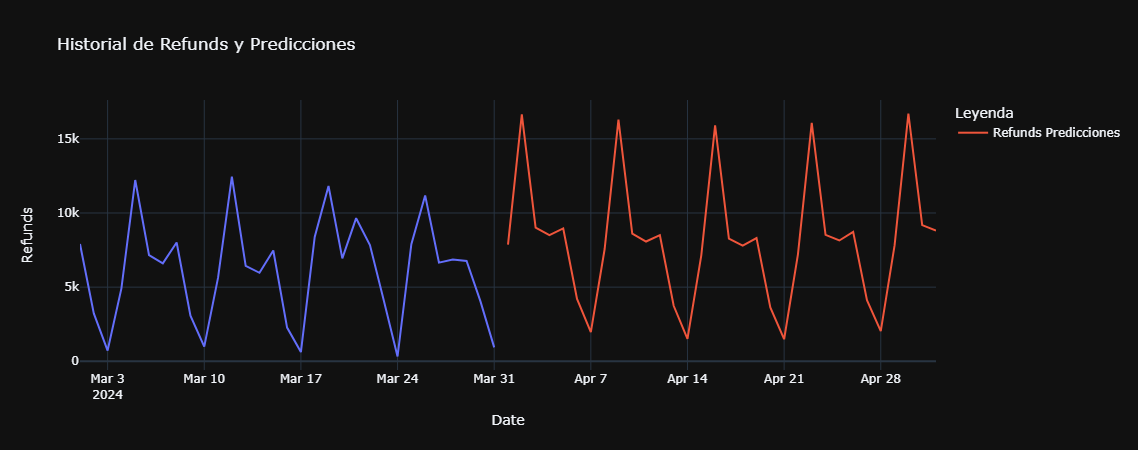 Historial de Refunds y Predicciones
Leyenda
Refunds Predicciones
Refunds
15k
10k
5k
0
Mar 3
2024
Mar 10
Mar 17
Mar 24
Mar 31
Apr 7
Apr 14
Apr 21
Apr 28
Date